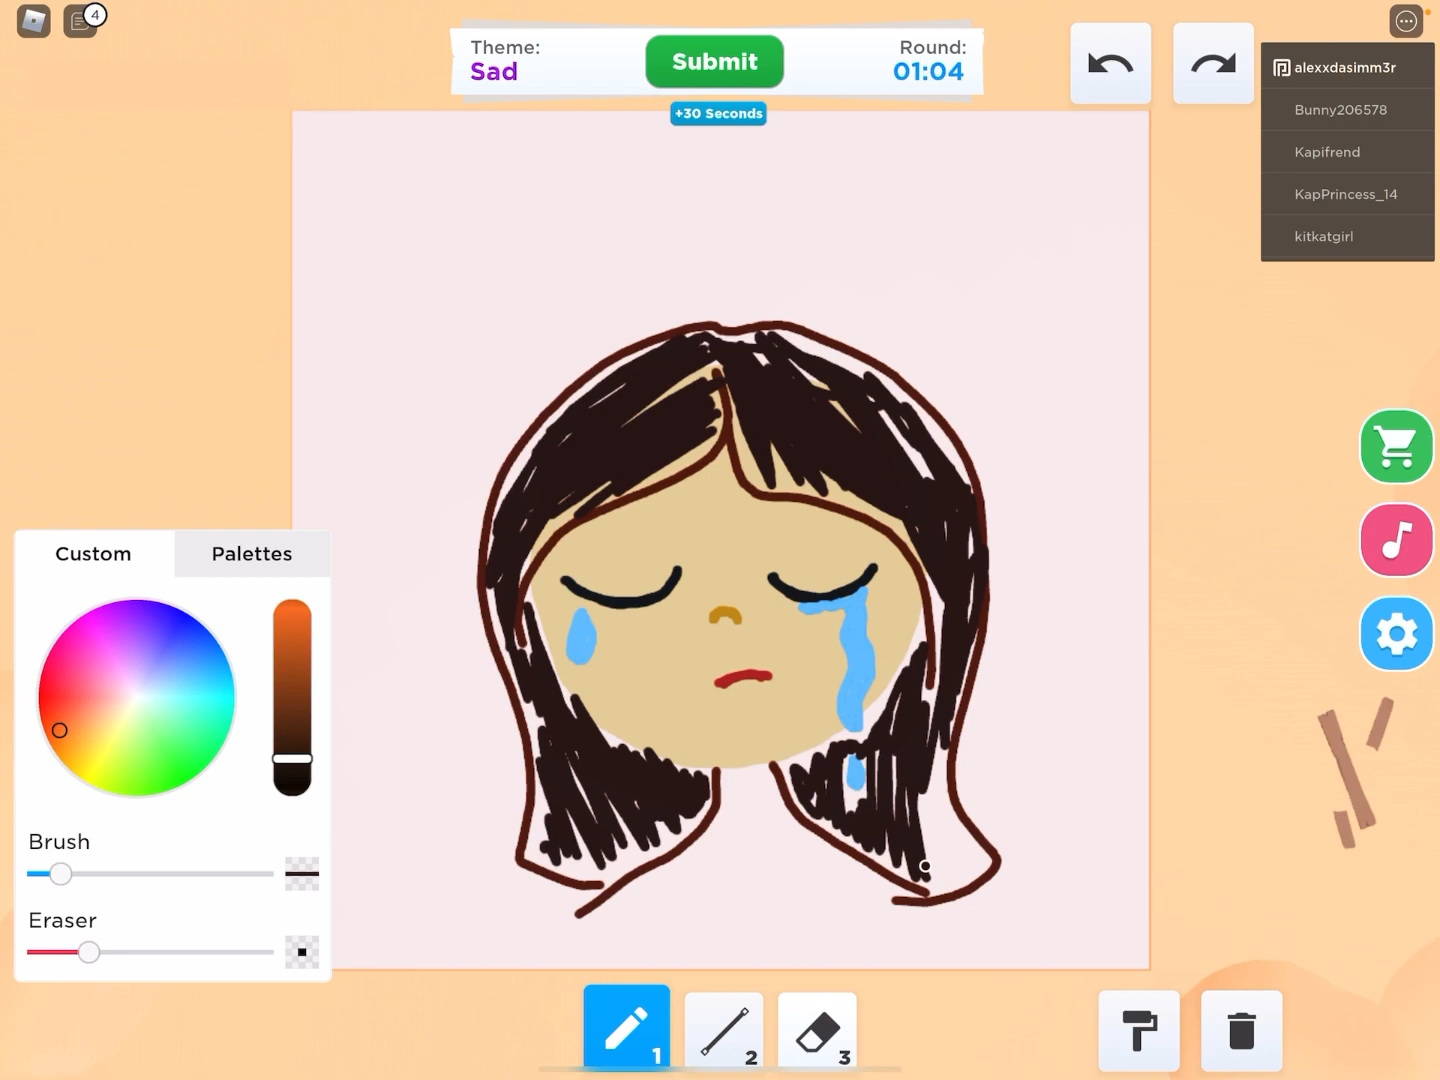 4
Theme:
Sad
Submit
Round:
01:04
+30 Seconds
alexxdasimm3r
Bunny206578
Kapifrend
KapPrincess_14
kitkatgirl
Custom
Palettes
Brush
Eraser
1
2
3